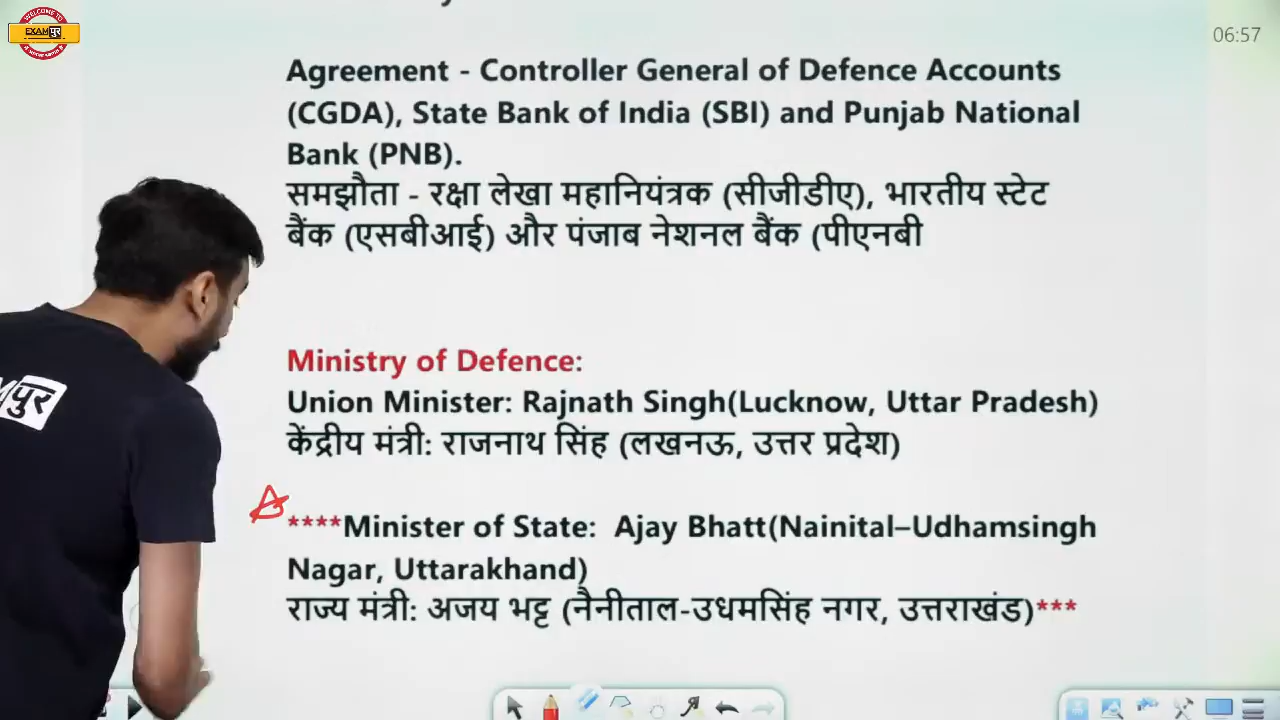 WELCOME TO
EXAMपुर
06:57
Agreement - Controller General of Defence Accounts
(CGDA), State Bank of India (SBI) and Punjab National
Bank (PNB).
समझौता - रक्षा लेखा महानियंत्रक (सीजीडीए), भारतीय स्टेट
बैंक (एसबीआई) और पंजाब नेशनल बैंक (पीएनबी
पुर
Ministry of Defence:
Union Minister: Rajnath Singh(Lucknow, Uttar Pradesh)
केंद्रीय मंत्री: राजनाथ सिंह (लखनऊ, उत्तर प्रदेश)
****Minister of State: Ajay Bhatt(Nainital–Udhamsingh
Nagar, Uttarakhand)
राज्य मंत्री: अजय भट्ट (नैनीताल-उधमसिंह नगर, उत्तराखंड)***